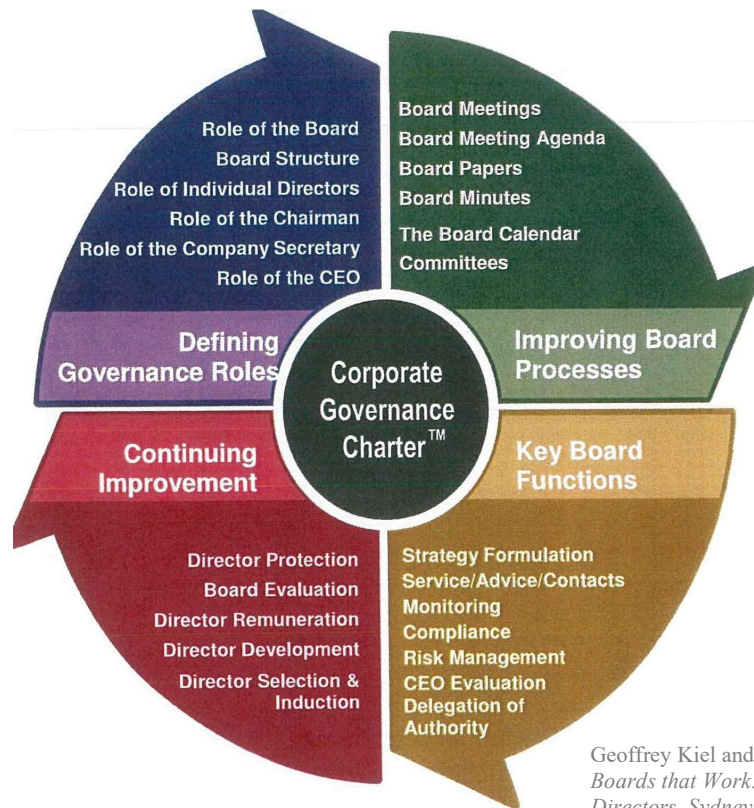 Role of the Board
Board Structure
Role of Individual Directors
Role of the Chairman
Role of the Company Secretary
Role of the CEO
Defining
Governance Roles
Board Meetings
Board Meeting Agenda
Board Papers
Board Minutes
The Board Calendar
Committees
Improving Board
Processes
Corporate
Governance
Charter™
Continuing
Improvement
Director Protection
Board Evaluation
Director Remuneration
Director Development
Director Selection &
Induction
Key Board
Functions
Strategy Formulation
Service/Advice/Contacts
Monitoring
Compliance
Risk Management
CEO Evaluation
Delegation of
Authority
Geoffrey Kiel and
Boards that Work.
Directors, Sydney